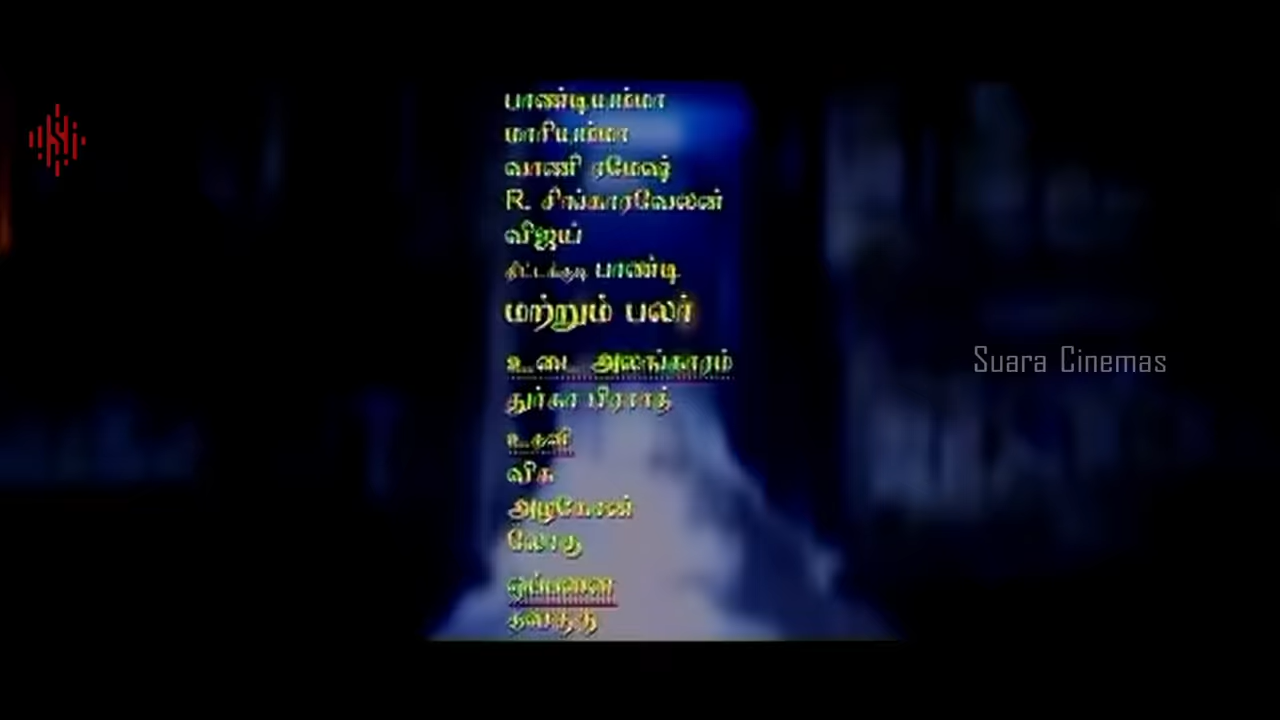 பாண்டியம்மா
மாரியம்மா
வாணி ரமேஷ்
R. சிங்காரவேலன்
விஜய்
திட்டக்குடி பாண்டி
மற்றும் பலர்
உடை அலங்காரம்
Suara Cinemas
துர்கா பிரசாத்
உதவி
அழகேசன்
ஒப்பனை